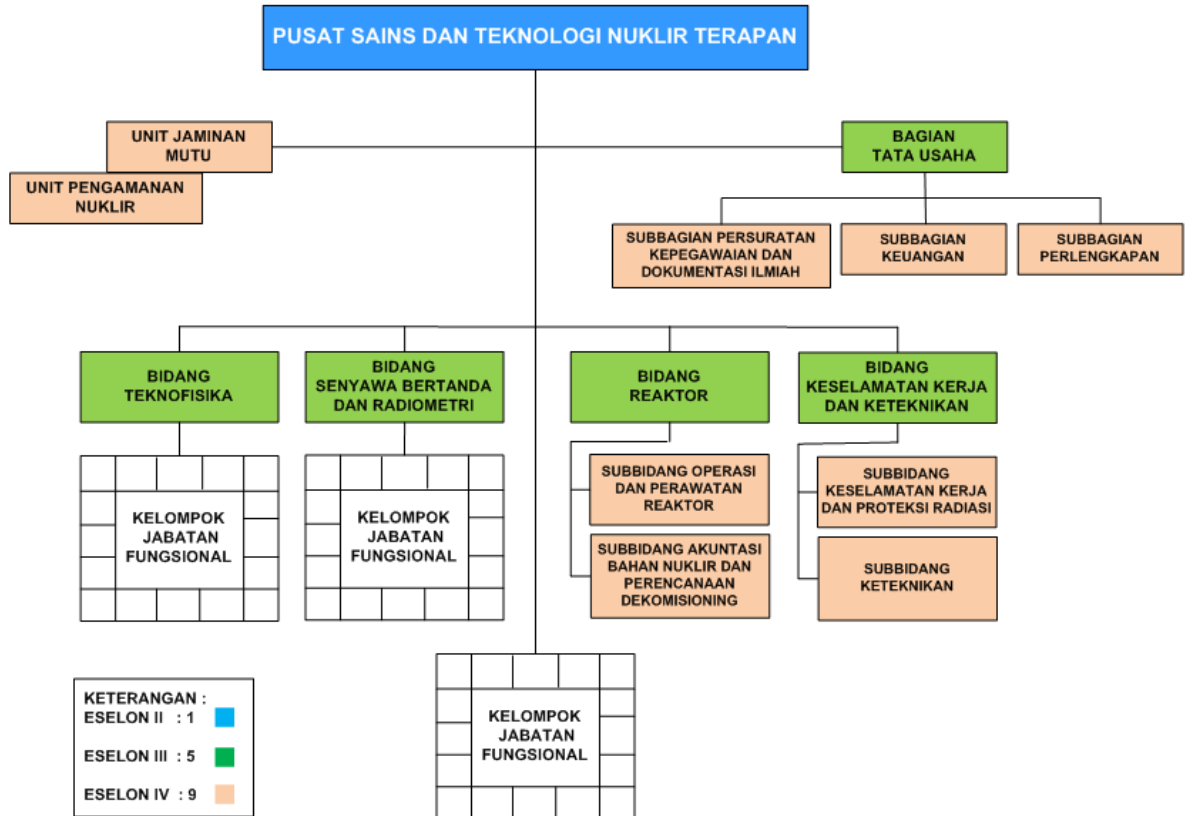 PUSAT SAINS DAN TEKNOLOGI NUKLIR TERAPAN
UNIT JAMINAN
MUTU
UNIT PENGAMANAN
NUKLIR
BAGIAN
TATA USAHA
SUBBAGIAN PERSURATAN
KEPEGAWAIAN DAN
DOKUMENTASI ILMIAH
SUBBAGIAN
KEUANGAN
SUBBAGIAN
PERLENGKAPAN
BIDANG
TEKNOFISIKA
BIDANG
SENYAWA BERTANDA
DAN RADIOMETRI
BIDANG
REAKTOR
BIDANG
KESELAMATAN KERJA
DAN KETEKNIKAN
KELOMPOK
JABATAN
FUNGSIONAL
KELOMPOK
JABATAN
FUNGSIONAL
SUBBIDANG OPERASI
DAN PERAWATAN
REAKTOR
SUBBIDANG AKUNTASI
BAHAN NUKLIR DAN
PERENCANAAN
DEKOMISIONING
SUBBIDANG
KESELAMATAN KERJA
DAN PROTEKSI RADIASI
SUBBIDANG
KETEKNIKAN
KELOMPOK
JABATAN
FUNGSIONAL
KETERANGAN :
ESELON II : 1
ESELON III : 5
ESELON IV : 9